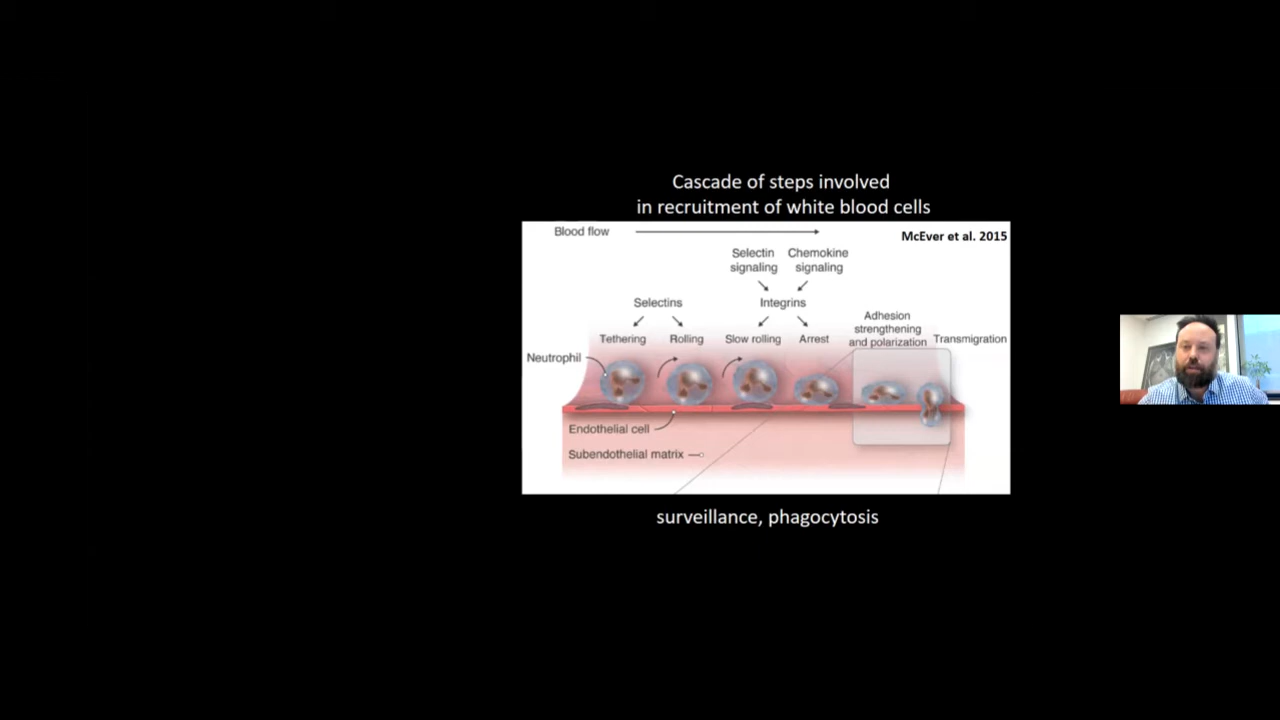 Cascade of steps involved
in recruitment of white blood cells
Blood flow
McEver et al. 2015
Selectin
signaling
Chemokine
signaling
Selectins
Integrins
Adhesion
strengthening
and polarization
Tethering
Rolling
Slow rolling
Arrest
Transmigration
Neutrophil
Endothelial cell
Subendothelial matrix
surveillance, phagocytosis